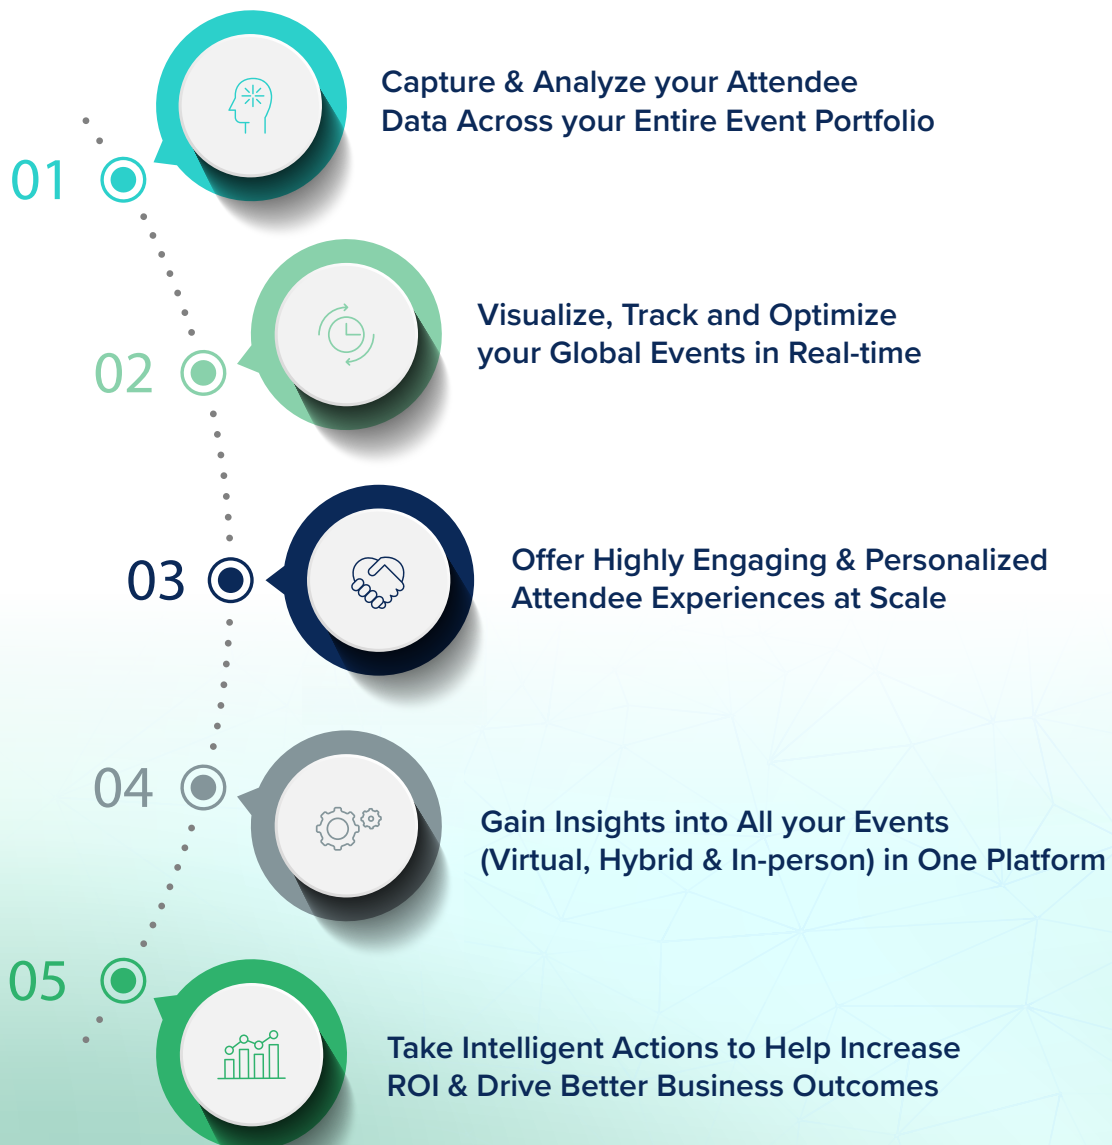 01
Capture & Analyze your Attendee
Data Across your Entire Event Portfolio
02
Visualize, Track and Optimize
your Global Events in Real-time
03
Offer Highly Engaging & Personalized
Attendee Experiences at Scale
04
Gain Insights into All your Events
(Virtual, Hybrid & In-person) in One Platform
05
Take Intelligent Actions to Help Increase
ROI & Drive Better Business Outcomes